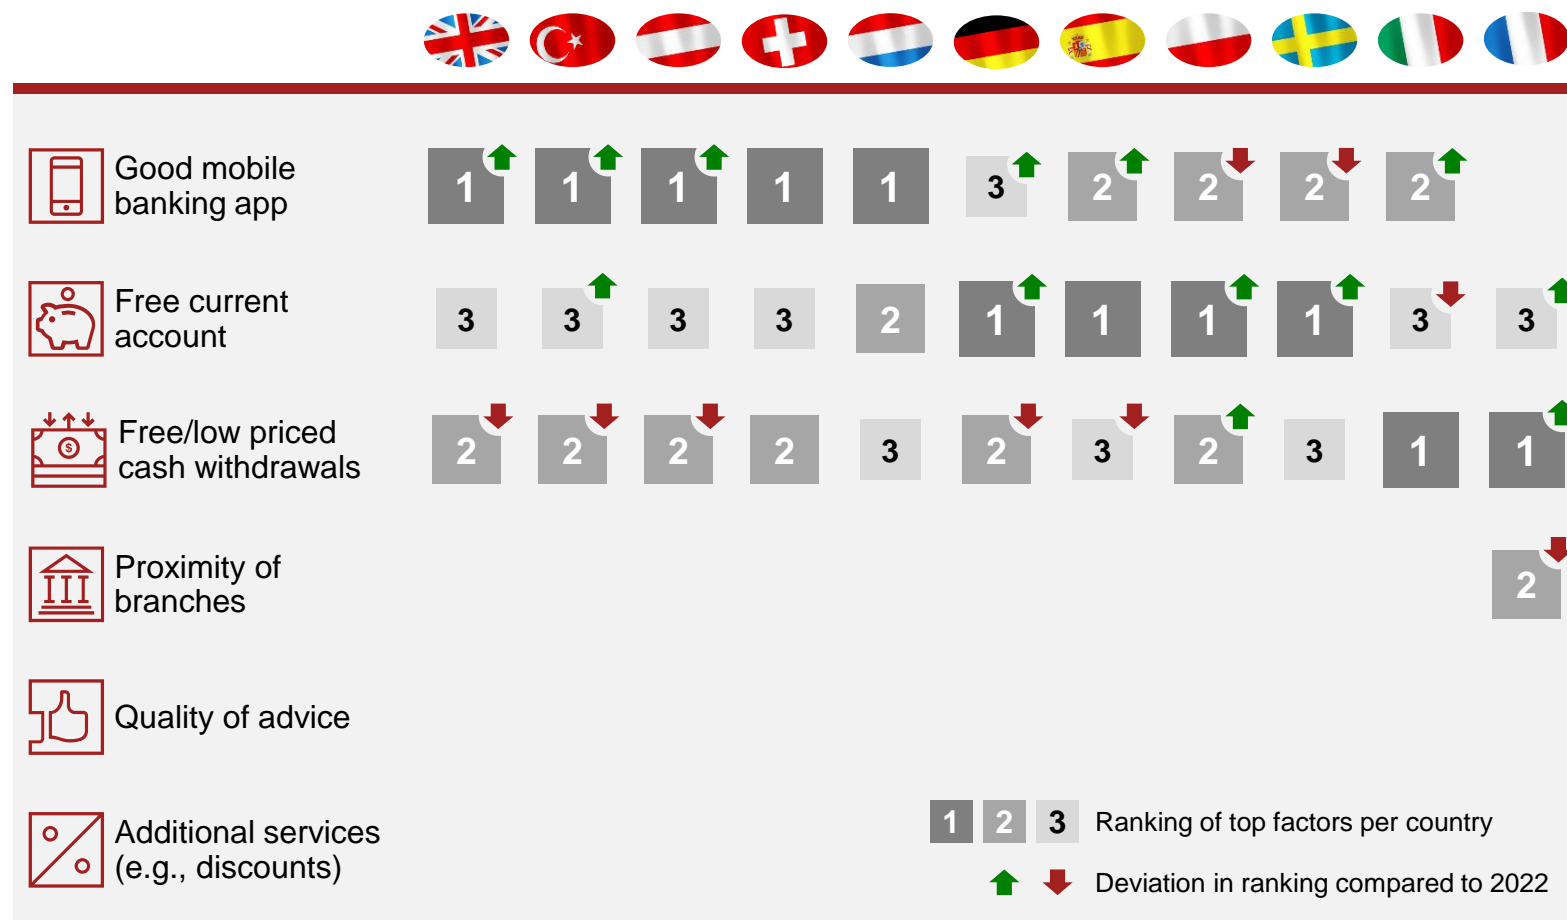 Good mobile
banking app
1 1 1 1 1 3 2 2 2 2
Free current
account
3 3 3 3 2 1 1 1 1 3 3
$
Free/low priced
cash withdrawals
2 2 2 2 3 2 3 2 3 1 1
Proximity of
branches
2
Quality of advice
Additional services
(e.g., discounts)
1 2 3 Ranking of top factors per country
Deviation in ranking compared to 2022